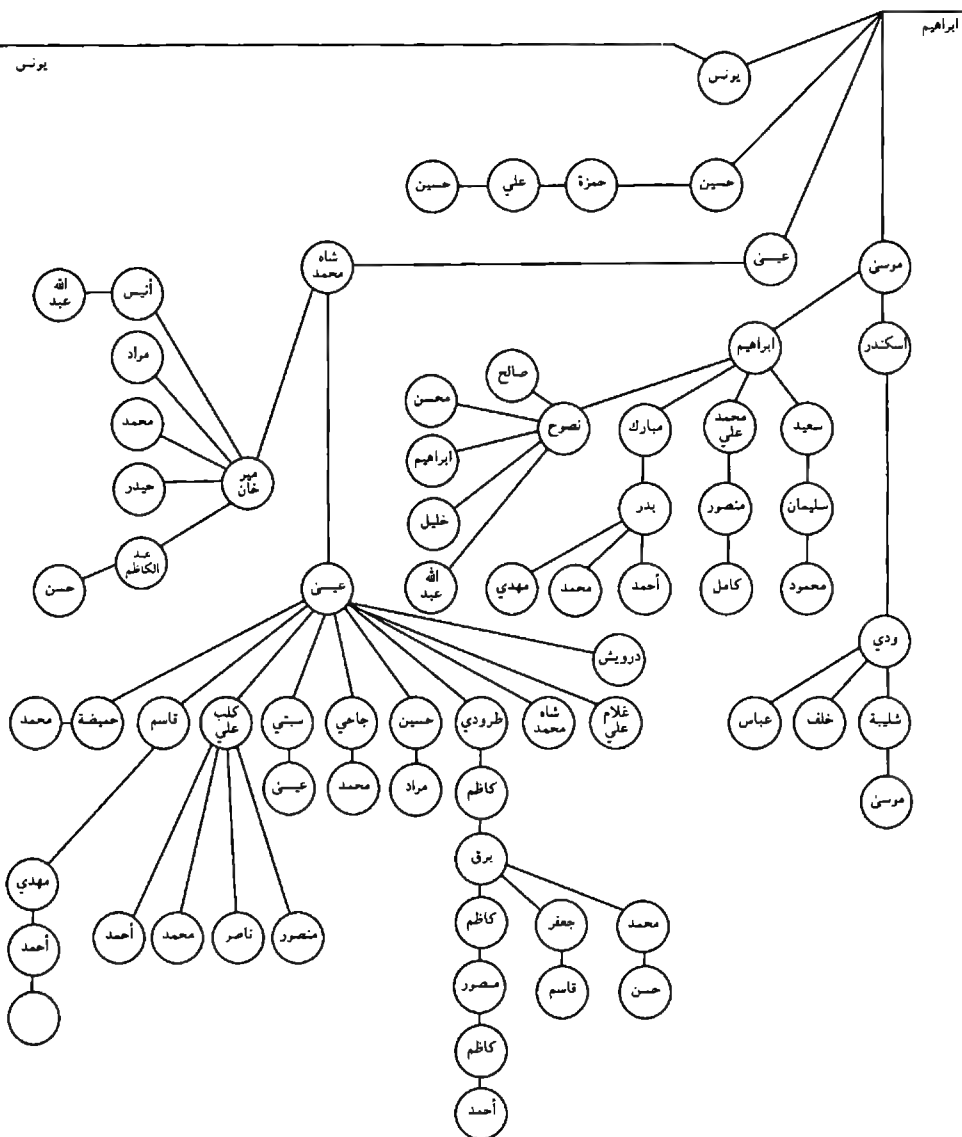 ابراهيم
يونس
يونس
حسين
حمزة
علي
حسين
موسىٰ
عيـسىٰ
شاه
محمد
أنيس
الله
عبد
مراد
محمد
حيدر
مير
خان
عبد
الكاظم
حسن
اسكندر
ابراهيم
صالح
محسن
نصوح
ابراهيم
خليل
الله
عبد
سعيد
محمد
علي
مبارك
سليمان
منصور
بدر
محمود
كامل
أحمد
محمد
مهدي
عيـسىٰ
درويش
ودي
شليبة
خلف
عباس
موسىٰ
غلام
علي
شاه
محمد
طرودي
حسين
جاحي
سبتي
كلب
علي
قاسم
حميضة
محمد
كاظم
مراد
محمد
عيـسىٰ
برق
مهدي
محمد
جعفر
كاظم
منصور
ناصر
محمد
أحمد
أحمد
حسن
قاسم
منصور
كاظم
أحمد